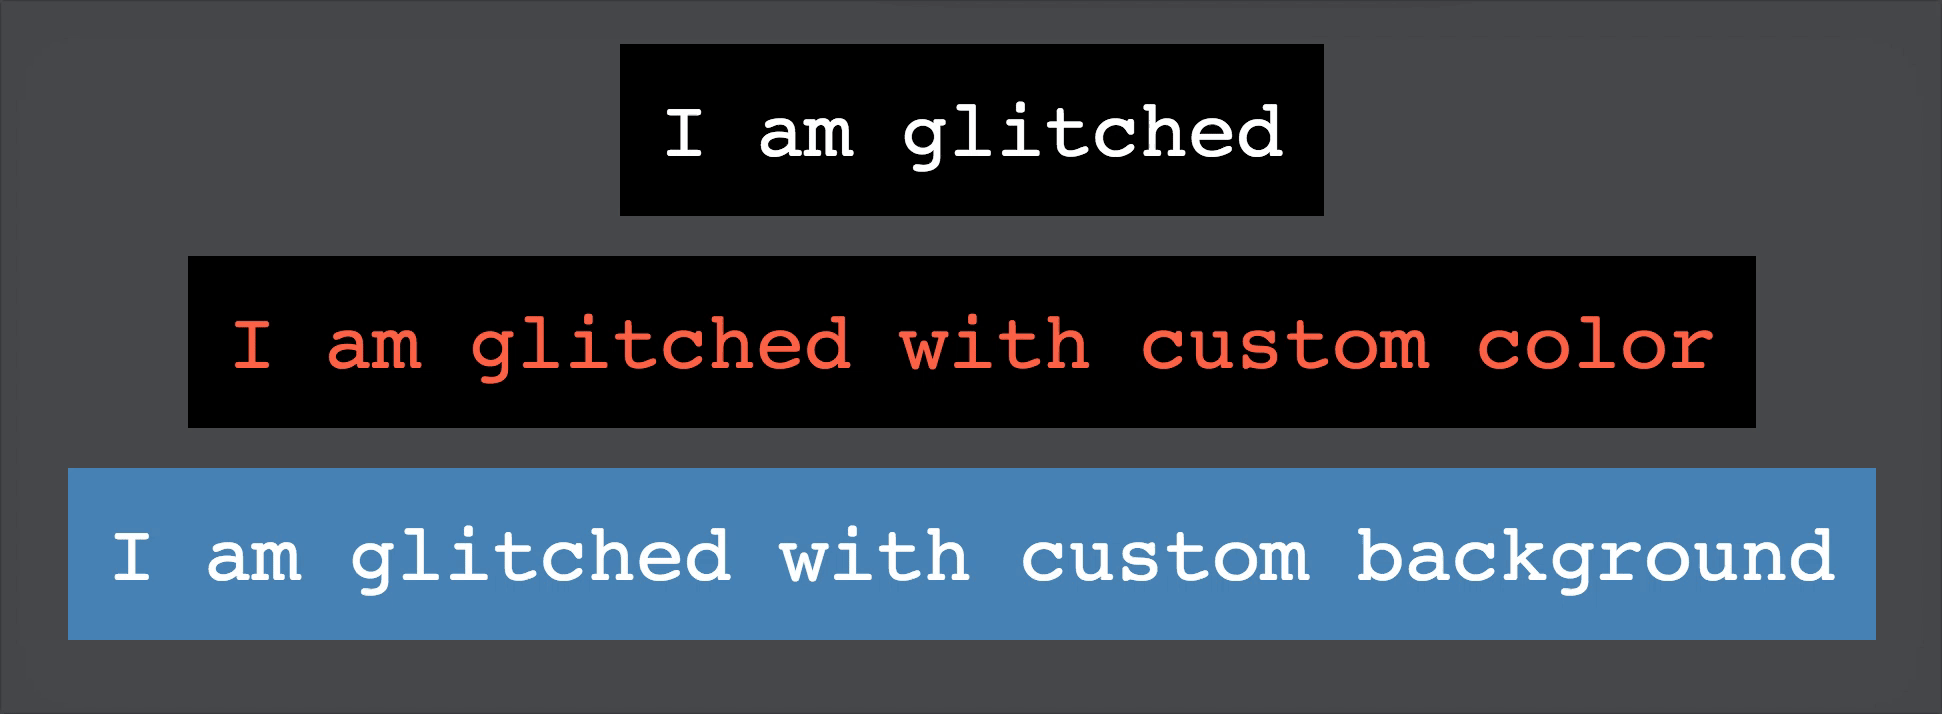 I am glitched
I am glitched with custom color
I am glitched with custom background